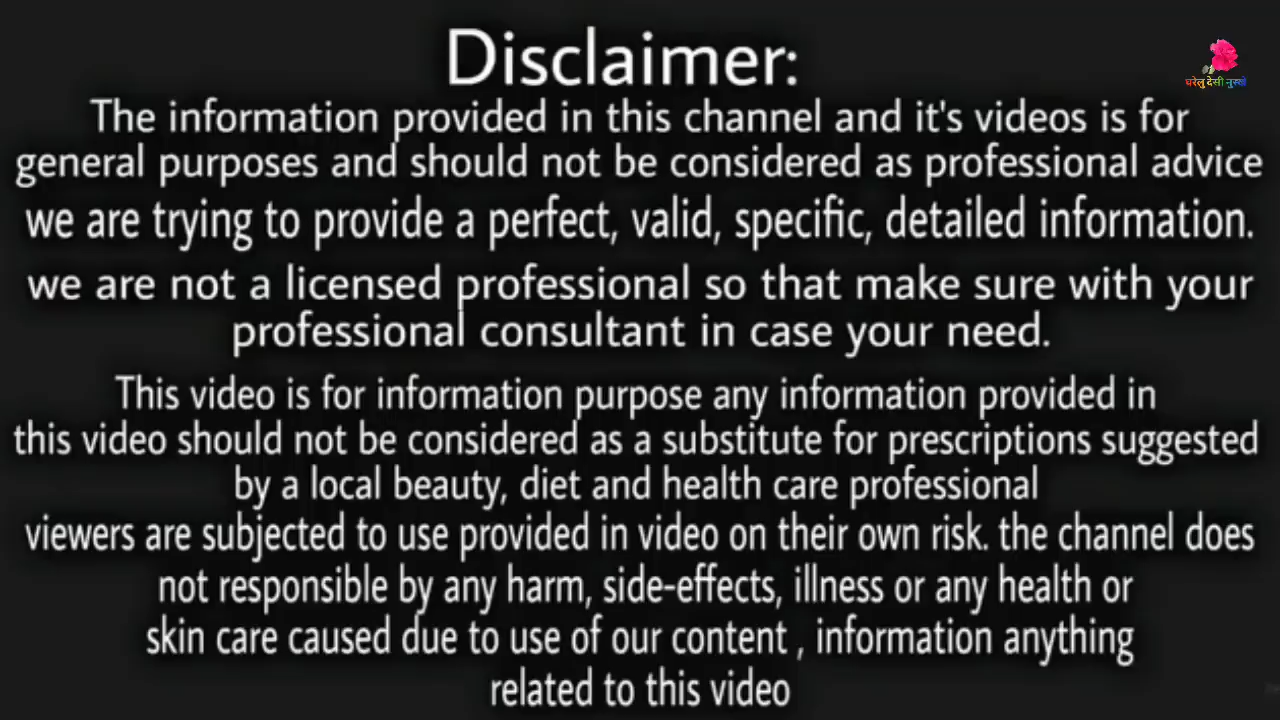 Disclaimer:
घरेलु देसी नुस्खे
The information provided in this channel and it's videos is for
general purposes and should not be considered as professional advice
we are trying to provide a perfect, valid, specific, detailed information.
we are not a licensed professional so that make sure with your
professional consultant in case your need.
This video is for information purpose any information provided in
this video should not be considered as a substitute for prescriptions suggested
by a local beauty, diet and health care professional
viewers are subjected to use provided in video on their own risk. the channel does
not responsible by any harm, side-effects, illness or any health or
skin care caused due to use of our content , information anything
related to this video